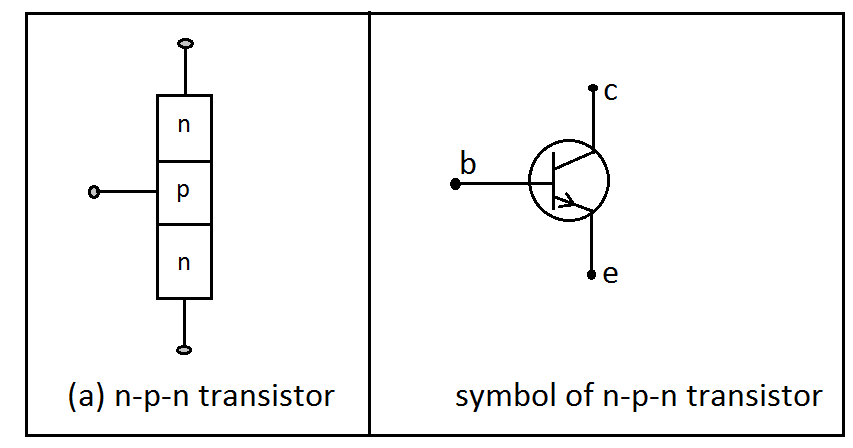 n
p
n
(a) n-p-n transistor
c
b
e
symbol of n-p-n transistor